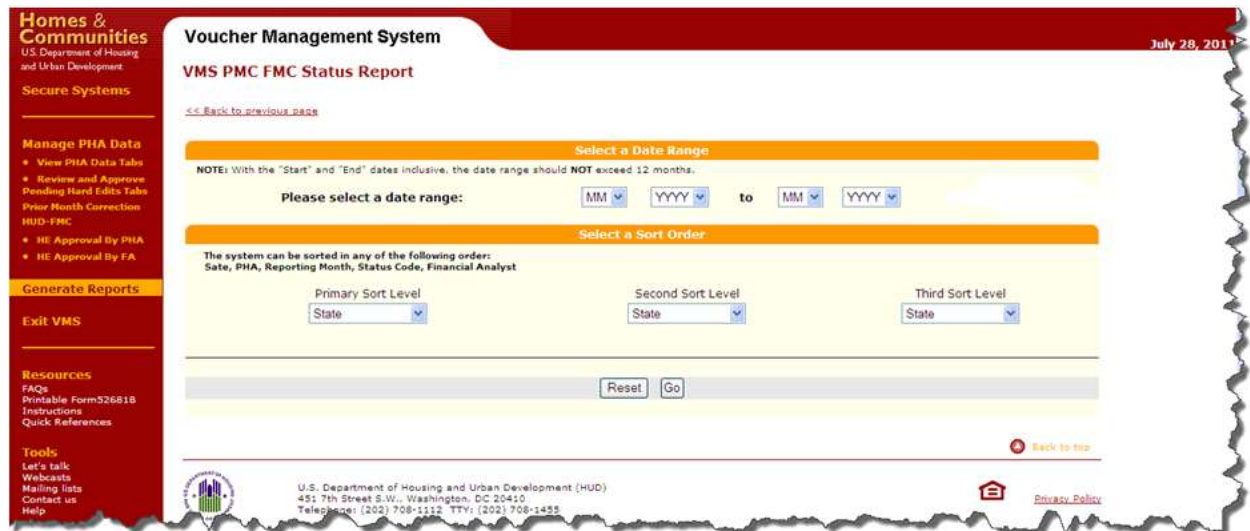 Homes &
Communities
U.S. Department of Housing
and Urban Development
Secure Systems
Manage PHA Data
• View PHA Data Tabs
• Review and Approve
Pending Hard Edits Tabs
Prior Month Correction
HUD-FMC
• HE Approval By PHA
• HE Approval By FA
Generate Reports
Exit VMS
Resources
FAQs
Printable Form52681B
Instructions
Quick References
Tools
Let's talk
Webcasts
Mailing lists
Contact us
Help
Voucher Management System
July 28, 2011
VMS PMC FMC Status Report
<< Back to previous page
Select a Date Range
NOTE: With the "Start" and "End" dates inclusive, the date range should NOT exceed 12 months.
Please select a date range: MM YYYY to MM YYYY
Select a Sort Order
The system can be sorted in any of the following order:
Sate, PHA, Reporting Month, Status Code, Financial Analyst
Primary Sort Level Second Sort Level Third Sort Level
State State State
Reset Go
Back to top
U.S. Department of Housing and Urban Development (HUD)
451 7th Street S.W., Washington, DC 20410
Telephone: (202) 708-1112 TTY: (202) 708-1455
Privacy Policy